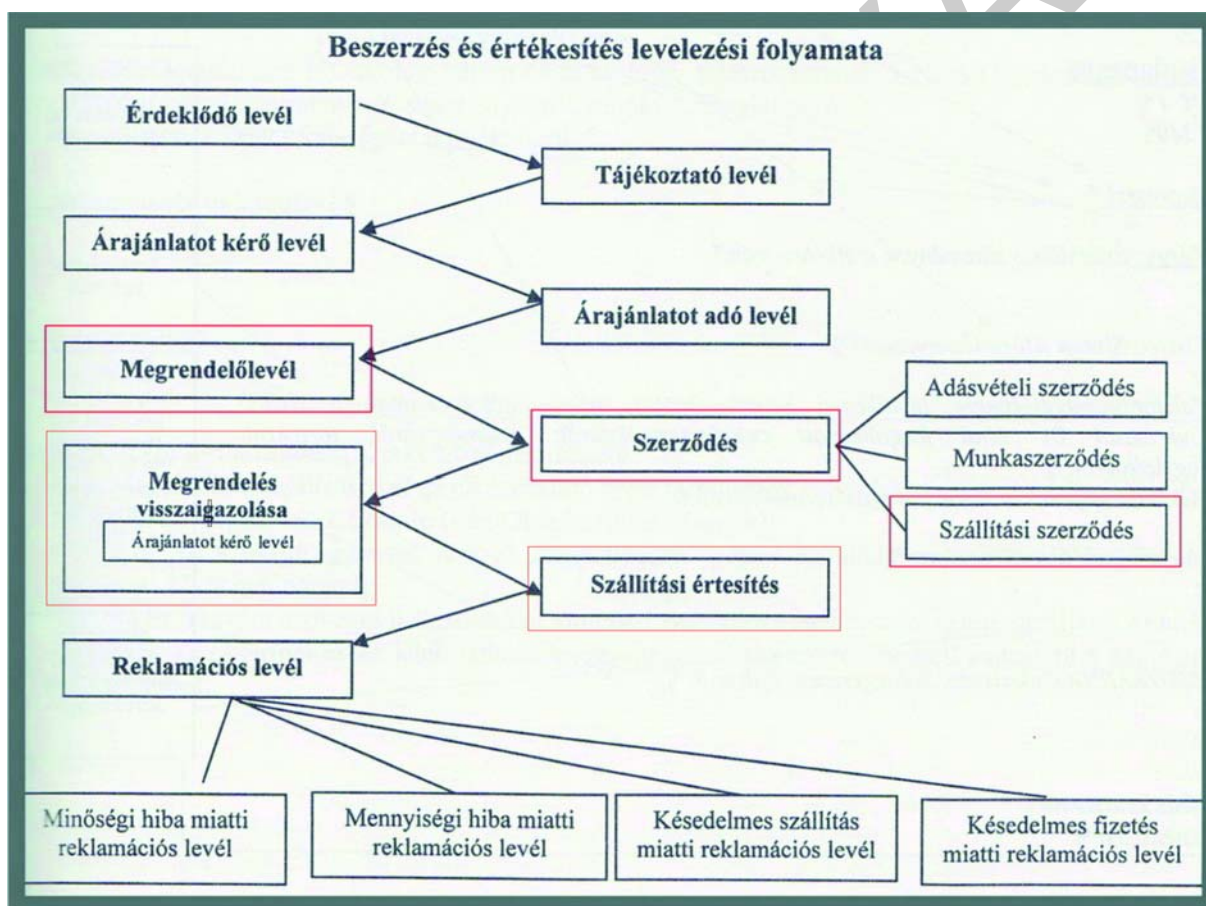 Beszerzés és értékesítés levelezési folyamata
Érdeklődő levél
Tájékoztató levél
Árajánlatot kérő levél
Árajánlatot adó levél
Megrendelőlevél
Szerződés
Adásvételi szerződés
Munkaszerződés
Szállítási szerződés
Megrendelés
visszaigazolása
Árajánlatot kérő levél
Szállítási értesítés
Reklamációs levél
Minőségi hiba miatti
reklamációs levél
Mennyiségi hiba miatti
reklamációs levél
Késedelmes szállítás
miatti reklamációs levél
Késedelmes fizetés
miatti reklamációs levél